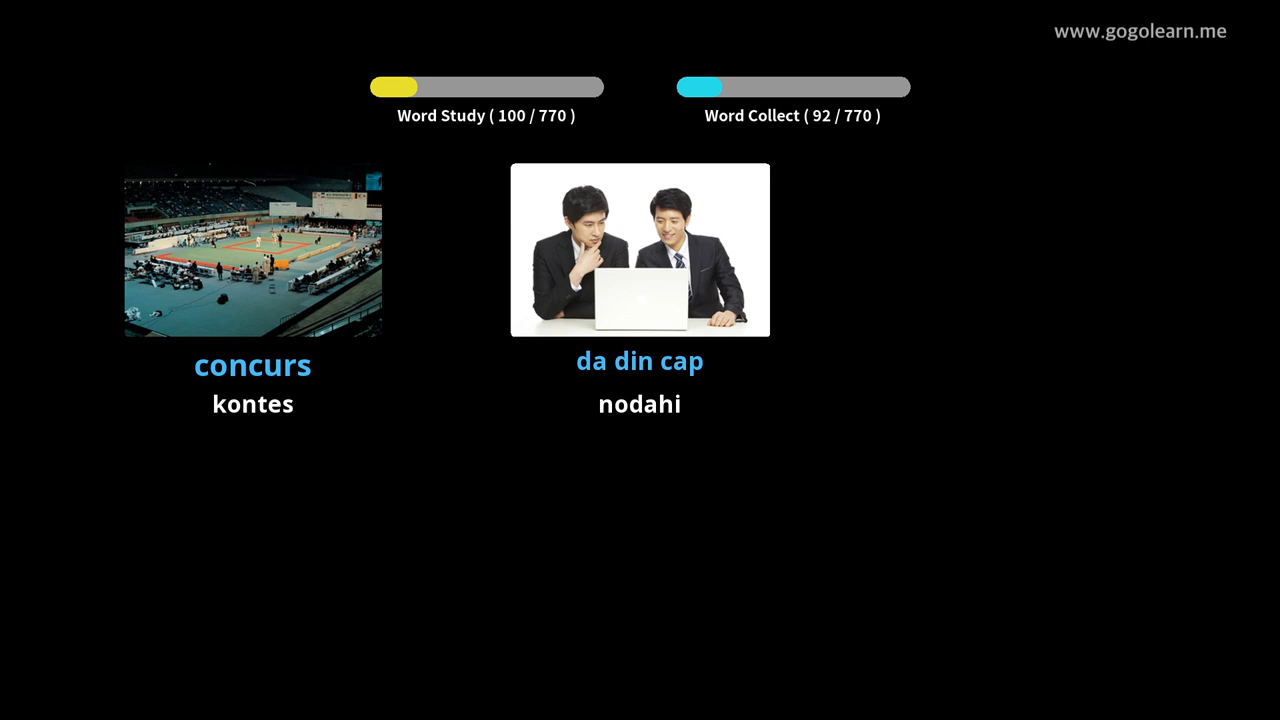 www.gogolearn.me
Word Study ( 100 / 770 )
Word Collect ( 92 / 770 )
concurs
kontes
da din cap
nodahi